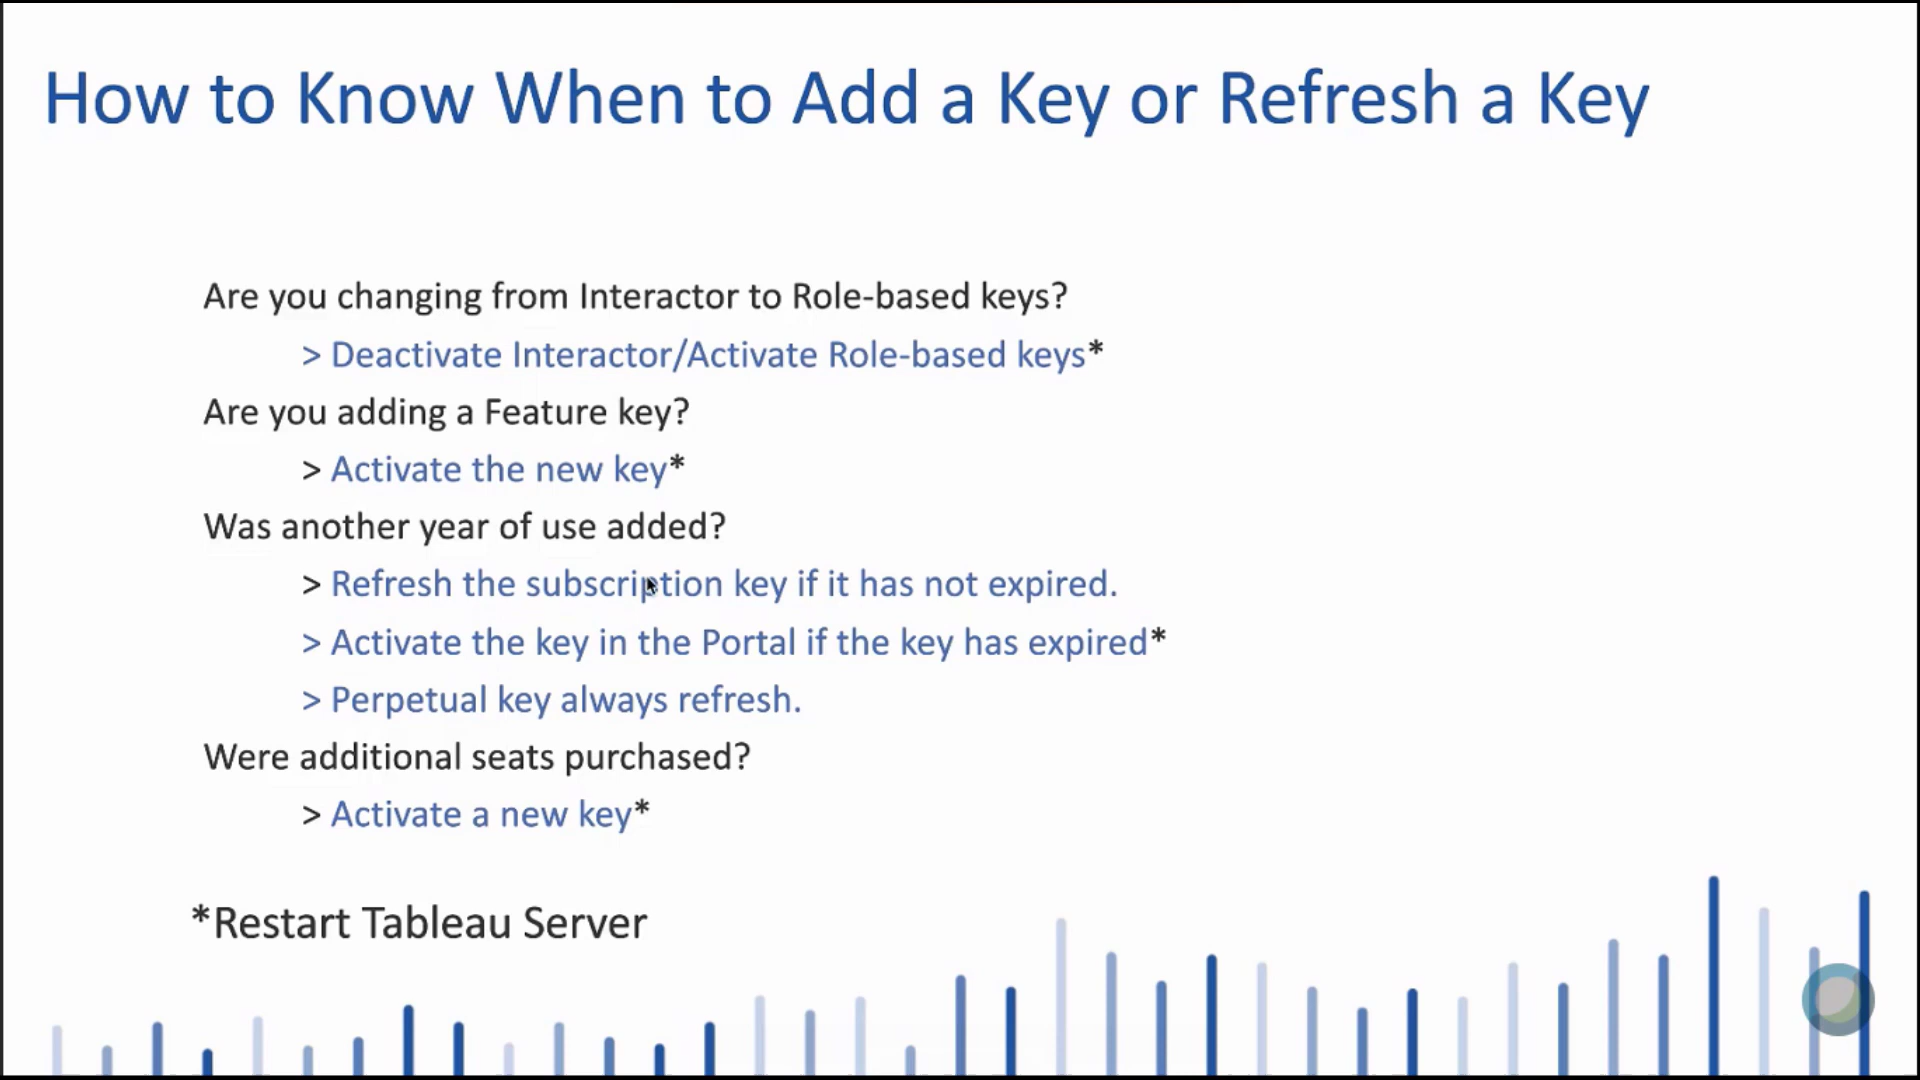 How to Know When to Add a Key or Refresh a Key
Are you changing from Interactor to Role-based keys?
> Deactivate Interactor/Activate Role-based keys*
Are you adding a Feature key?
> Activate the new key*
Was another year of use added?
> Refresh the subscription key if it has not expired.
> Activate the key in the Portal if the key has expired*
> Perpetual key always refresh.
Were additional seats purchased?
> Activate a new key*
*Restart Tableau Server